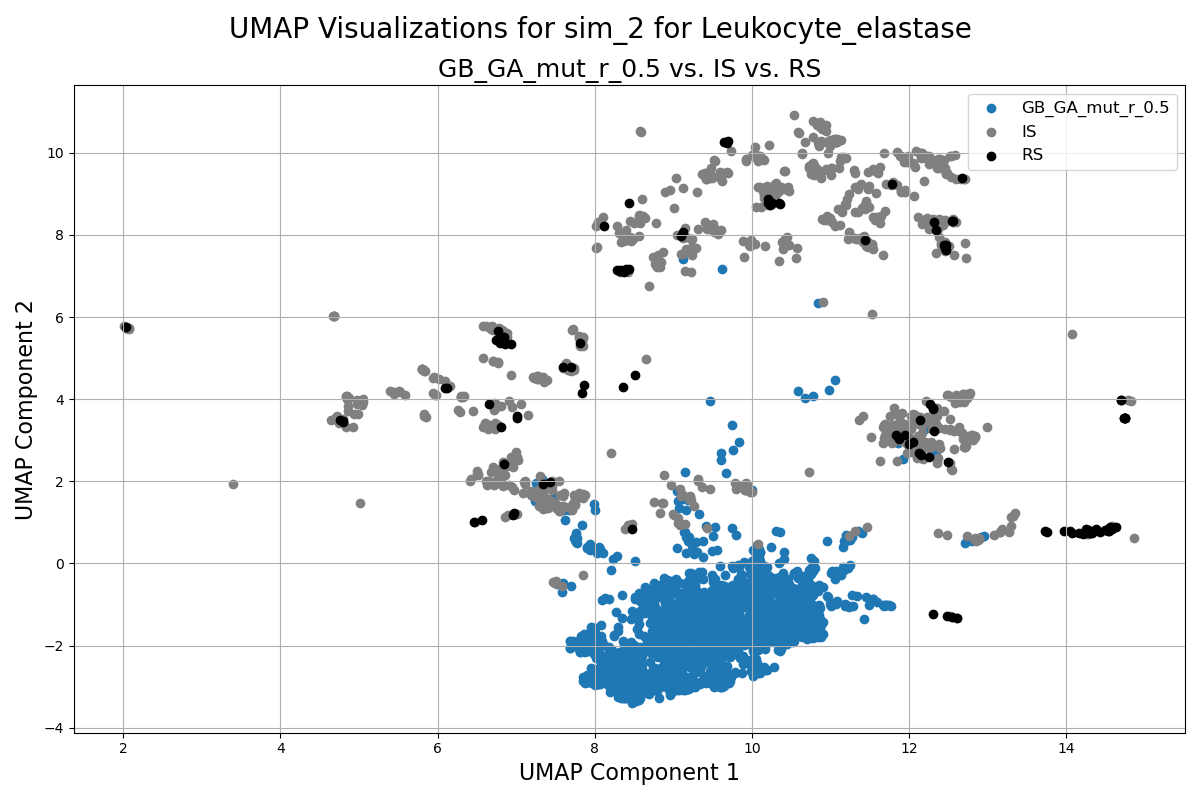 UMAP Visualizations for sim_2 for Leukocyte_elastase
GB_GA_mut_r_0.5 vs. IS vs. RS
GB_GA_mut_r_0.5
IS
RS
UMAP Component 2
10
8
6
4
2
0
−2
−4
2 4 6 8 10 12 14
UMAP Component 1